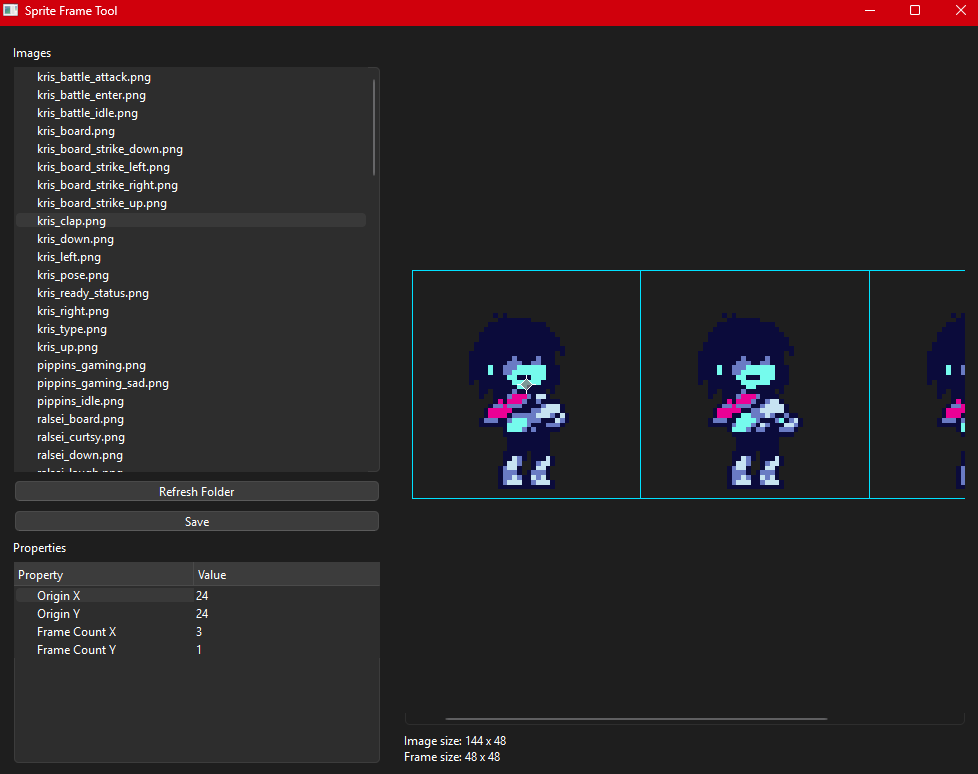 Sprite Frame Tool
Images
kris_battle_attack.png
kris_battle_enter.png
kris_battle_idle.png
kris_board.png
kris_board_strike_down.png
kris_board_strike_left.png
kris_board_strike_right.png
kris_board_strike_up.png
kris_clap.png
kris_down.png
kris_left.png
kris_pose.png
kris_ready_status.png
kris_right.png
kris_type.png
kris_up.png
pippins_gaming.png
pippins_gaming_sad.png
pippins_idle.png
ralsei_board.png
ralsei_curtsy.png
ralsei_down.png
ralsei_laugh.png
Refresh Folder
Save
Properties
Property Value
Origin X 24
Origin Y 24
Frame Count X 3
Frame Count Y 1
Image size: 144 x 48
Frame size: 48 x 48